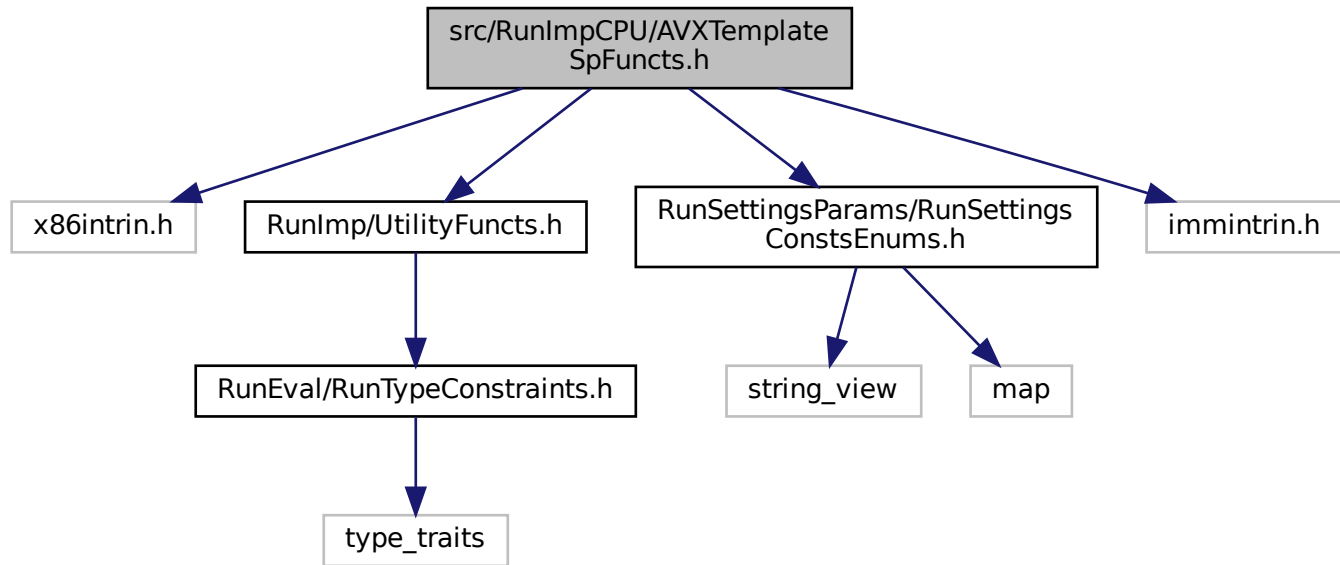 src/RunImpCPU/AVXTemplate
SpFuncts.h
x86intrin.h
RunImp/UtilityFuncts.h
RunSettingsParams/RunSettings
ConstsEnums.h
immintrin.h
RunEval/RunTypeConstraints.h
string_view
map
type_traits